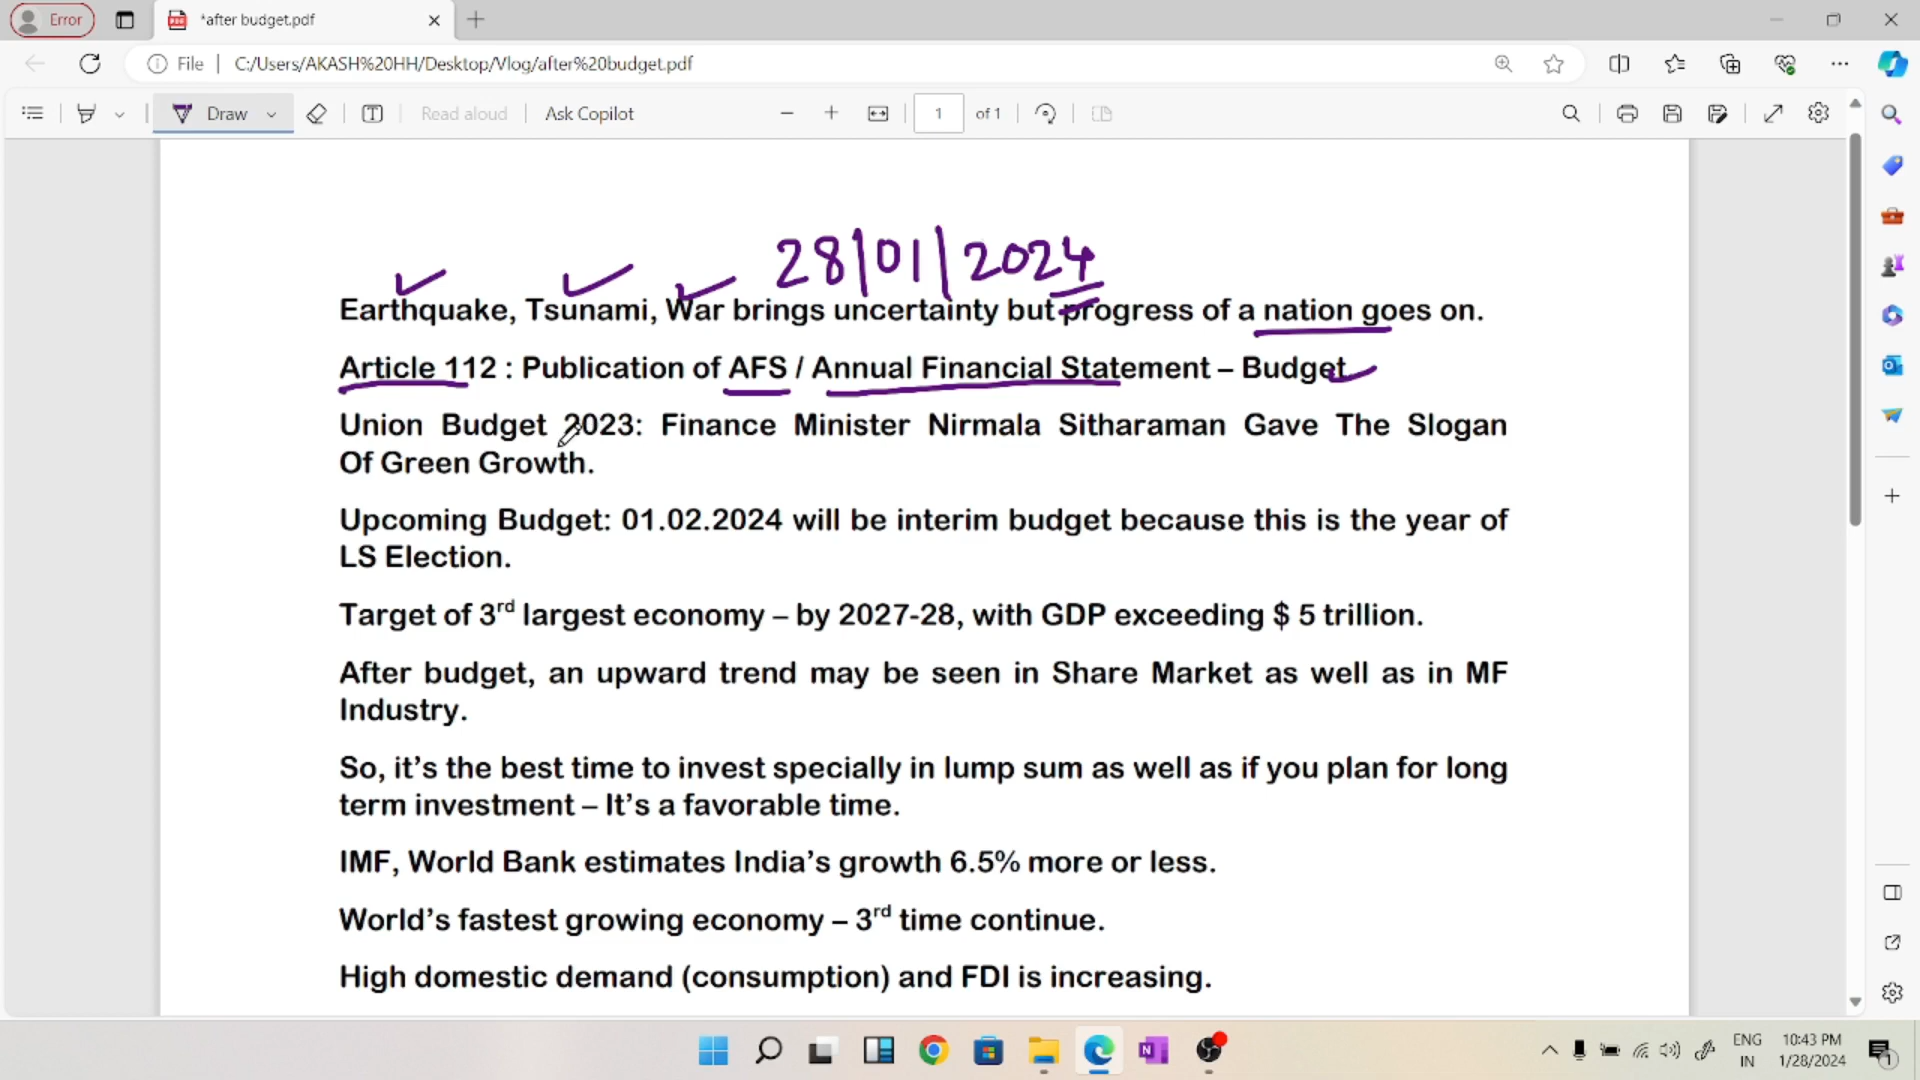 Error
*after budget.pdf
File
C:/Users/AKASH%20HH/Desktop/Vlog/after%20budget.pdf
Draw
Read aloud
Ask Copilot
1
of 1
28/01/2024
Earthquake, Tsunami, War brings uncertainty but progress of a nation goes on.
Article 112 : Publication of AFS / Annual Financial Statement – Budget
Union Budget 2023: Finance Minister Nirmala Sitharaman Gave The Slogan
Of Green Growth.
Upcoming Budget: 01.02.2024 will be interim budget because this is the year of
LS Election.
Target of 3rd largest economy – by 2027-28, with GDP exceeding $ 5 trillion.
After budget, an upward trend may be seen in Share Market as well as in MF
Industry.
So, it's the best time to invest specially in lump sum as well as if you plan for long
term investment – It's a favorable time.
IMF, World Bank estimates India's growth 6.5% more or less.
World's fastest growing economy – 3rd time continue.
High domestic demand (consumption) and FDI is increasing.
ENG
IN
10:43 PM
1/28/2024
1